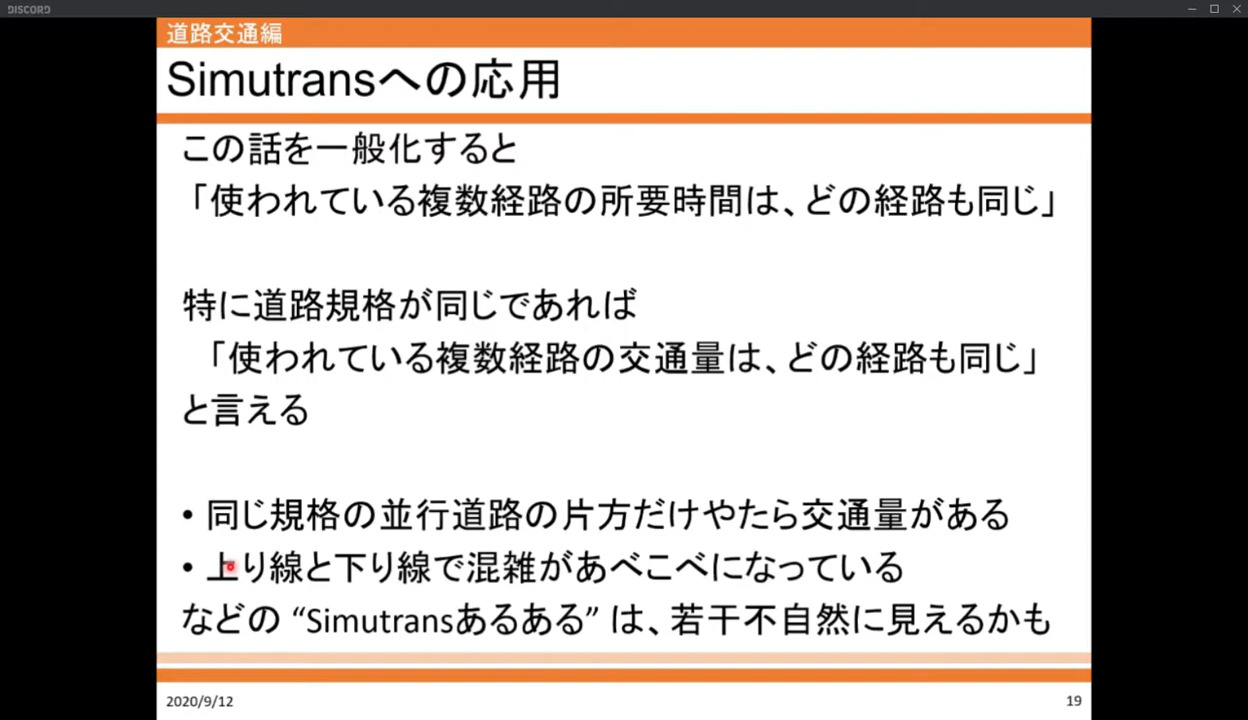 DISCORD
道路交通編
Simutransへの応用
この話を一般化すると
「使われている複数経路の所要時間は、どの経路も同じ」
特に道路規格が同じであれば
「使われている複数経路の交通量は、どの経路も同じ」
と言える
• 同じ規格の並行道路の片方だけやたら交通量がある
• 上り線と下り線で混雑があべこべになっている
などの “Simutransあるある” は、若干不自然に見えるかも
2020/9/12
19